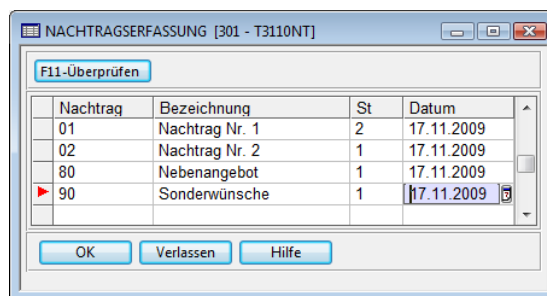 NACHTRAGSERFASSUNG [301 - T3110NT]
F11-Überprüfen
Nachtrag Bezeichnung St Datum
01 Nachtrag Nr. 1 2 17.11.2009
02 Nachtrag Nr. 2 1 17.11.2009
80 Nebenangebot 1 17.11.2009
90 Sonderwünsche 1 17.11.2009
OK Verlassen Hilfe